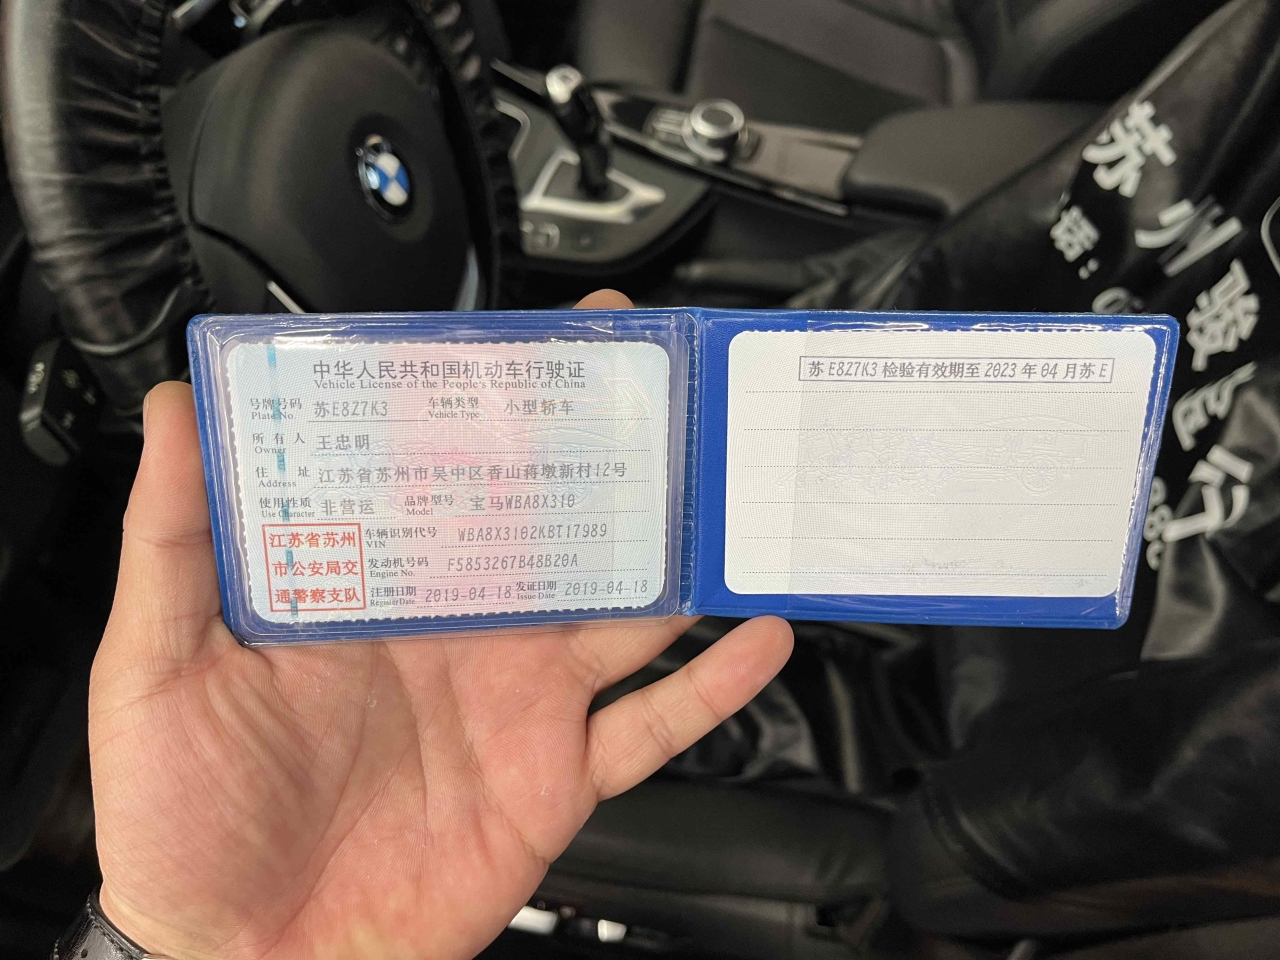 中华人民共和国机动车行驶证
Vehicle License of the People's Republic of China
号牌号码 苏E8Z7K3 车辆类型 小型轿车
Plate No. Vehicle Type
所有人 王忠明
Owner
住址 江苏省苏州市吴中区香山蒋墩新村12号
Address
使用性质 非营运 品牌型号 宝马WBA8X310
Use Character Model
车辆识别代号 WBA8X3102KBT17989
VIN
发动机号码 F5853267B48B20A
Engine No.
注册日期 2019-04-18 发证日期 2019-04-18
Register Date Issue Date
江苏省苏州
市公安局交
通警察支队
苏E8Z7K3 检验有效期至 2023 年 04 月苏 E
苏州骏德行
话: